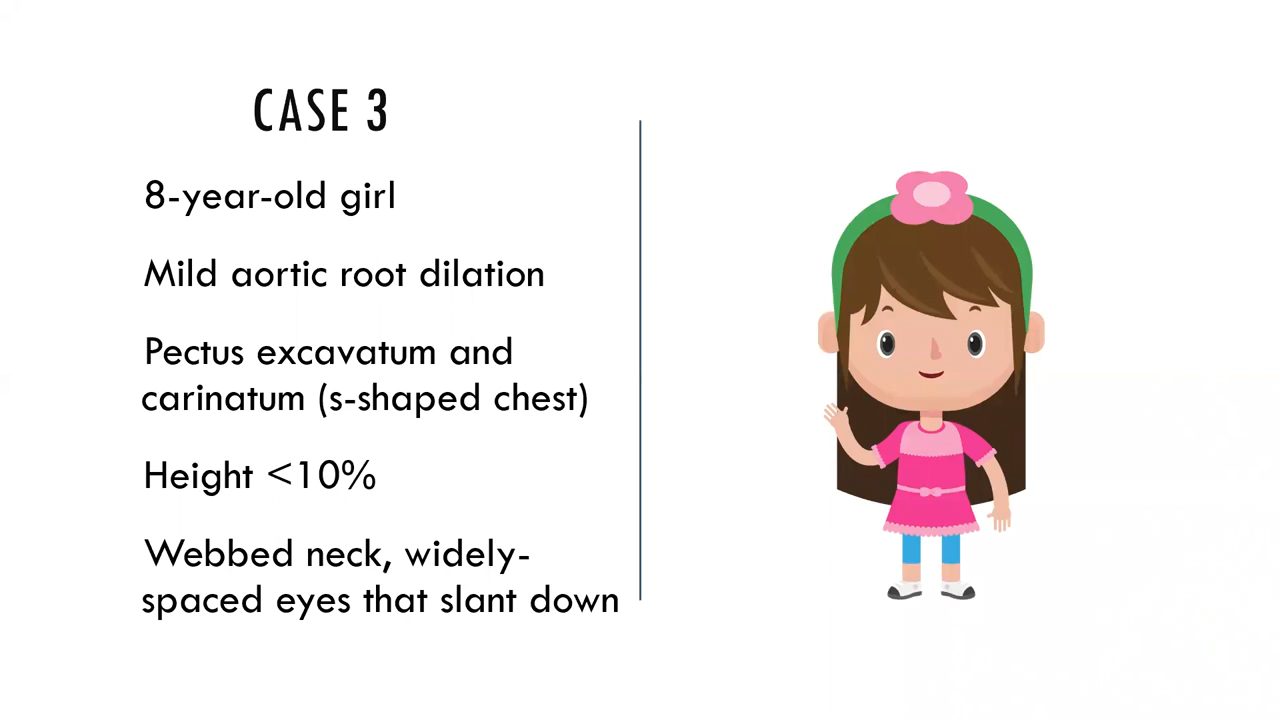 CASE 3
8-year-old girl
Mild aortic root dilation
Pectus excavatum and
carinatum (s-shaped chest)
Height <10%
Webbed neck, widely-
spaced eyes that slant down